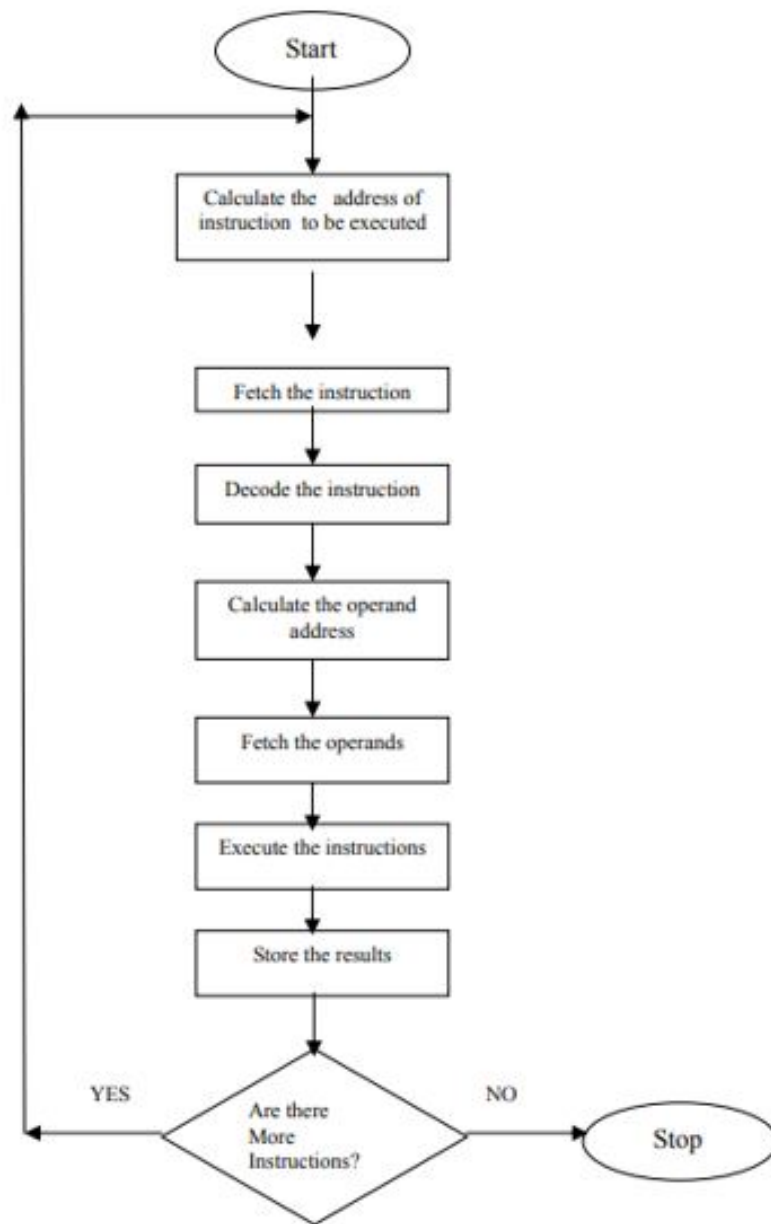 Start
Calculate the address of
instruction to be executed
Fetch the instruction
Decode the instruction
Calculate the operand
address
Fetch the operands
Execute the instructions
Store the results
YES
NO
Are there
More
Instructions?
Stop